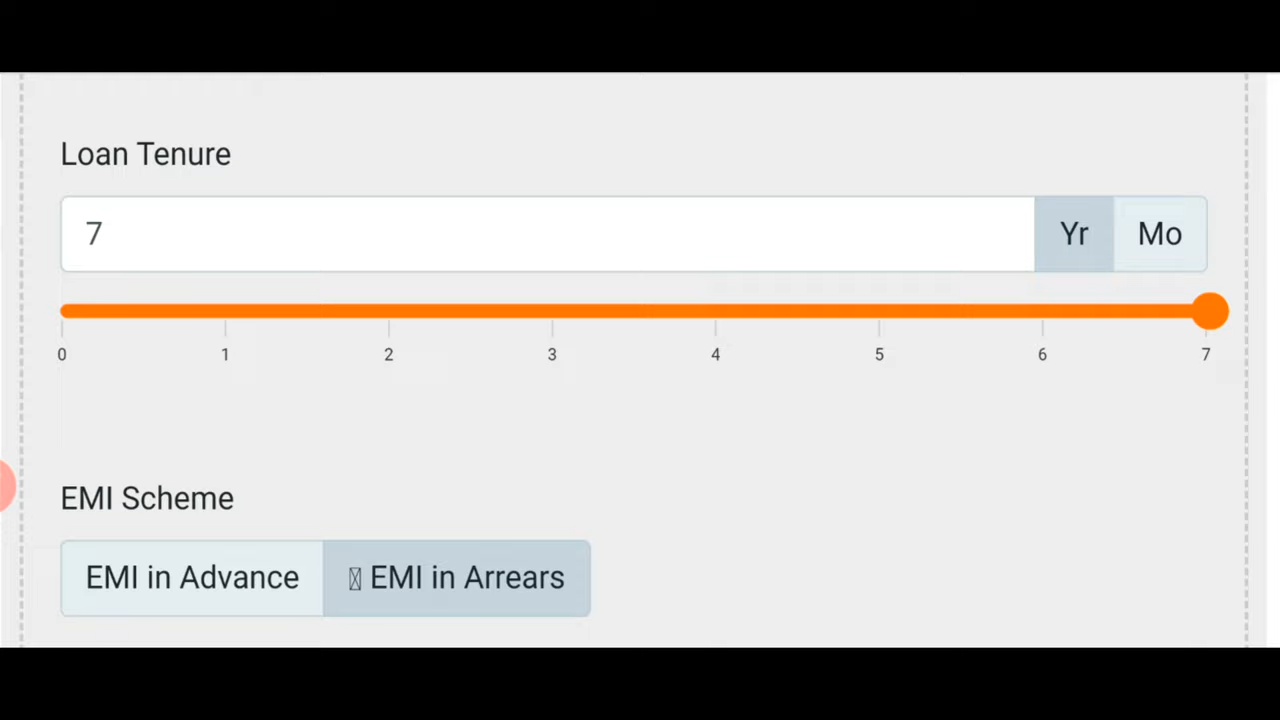 Loan Tenure
7 Yr Mo
0 1 2 3 4 5 6 7
EMI Scheme
EMI in Advance EMI in Arrears